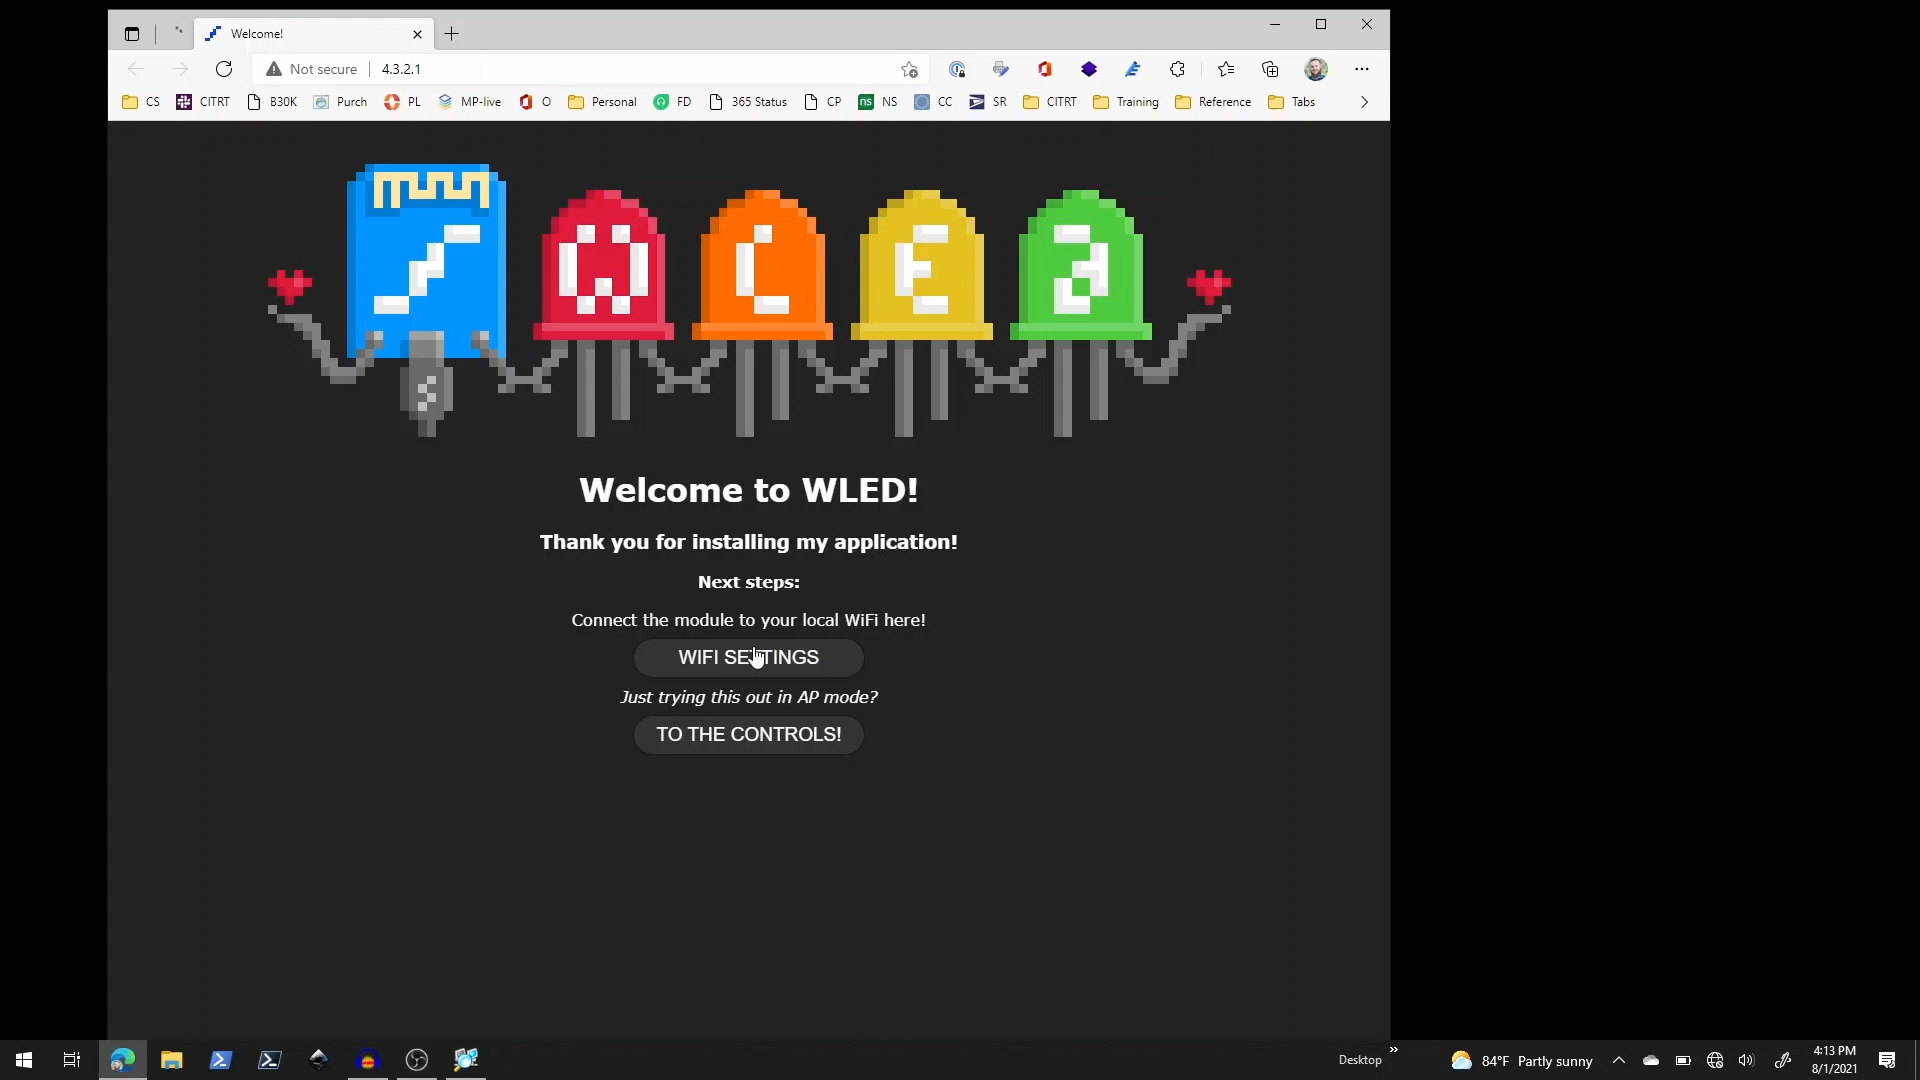 Welcome!
Not secure
4.3.2.1
CS
CITRT
B30K
Purch
PL
MP-live
O
Personal
FD
365 Status
CP
ns
NS
CC
SR
CITRT
Training
Reference
Tabs
W L E D
Welcome to WLED!
Thank you for installing my application!
Next steps:
Connect the module to your local WiFi here!
WIFI SETTINGS
Just trying this out in AP mode?
TO THE CONTROLS!
Desktop
84°F Partly sunny
4:13 PM
8/1/2021